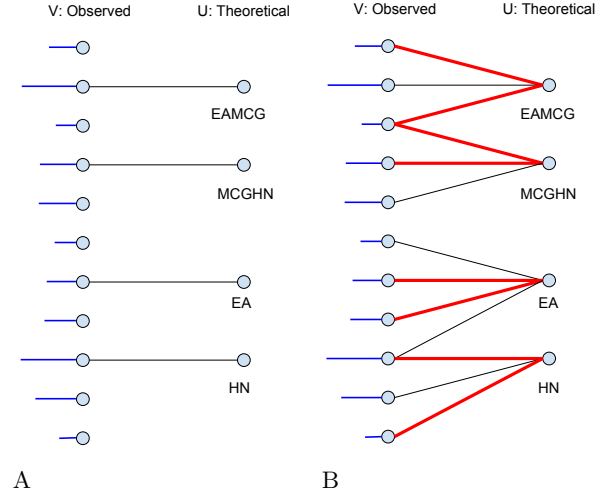 V: Observed U: Theoretical V: Observed U: Theoretical
EAMCG EAMCG
MCGHN MCGHN
EA EA
HN HN
A B